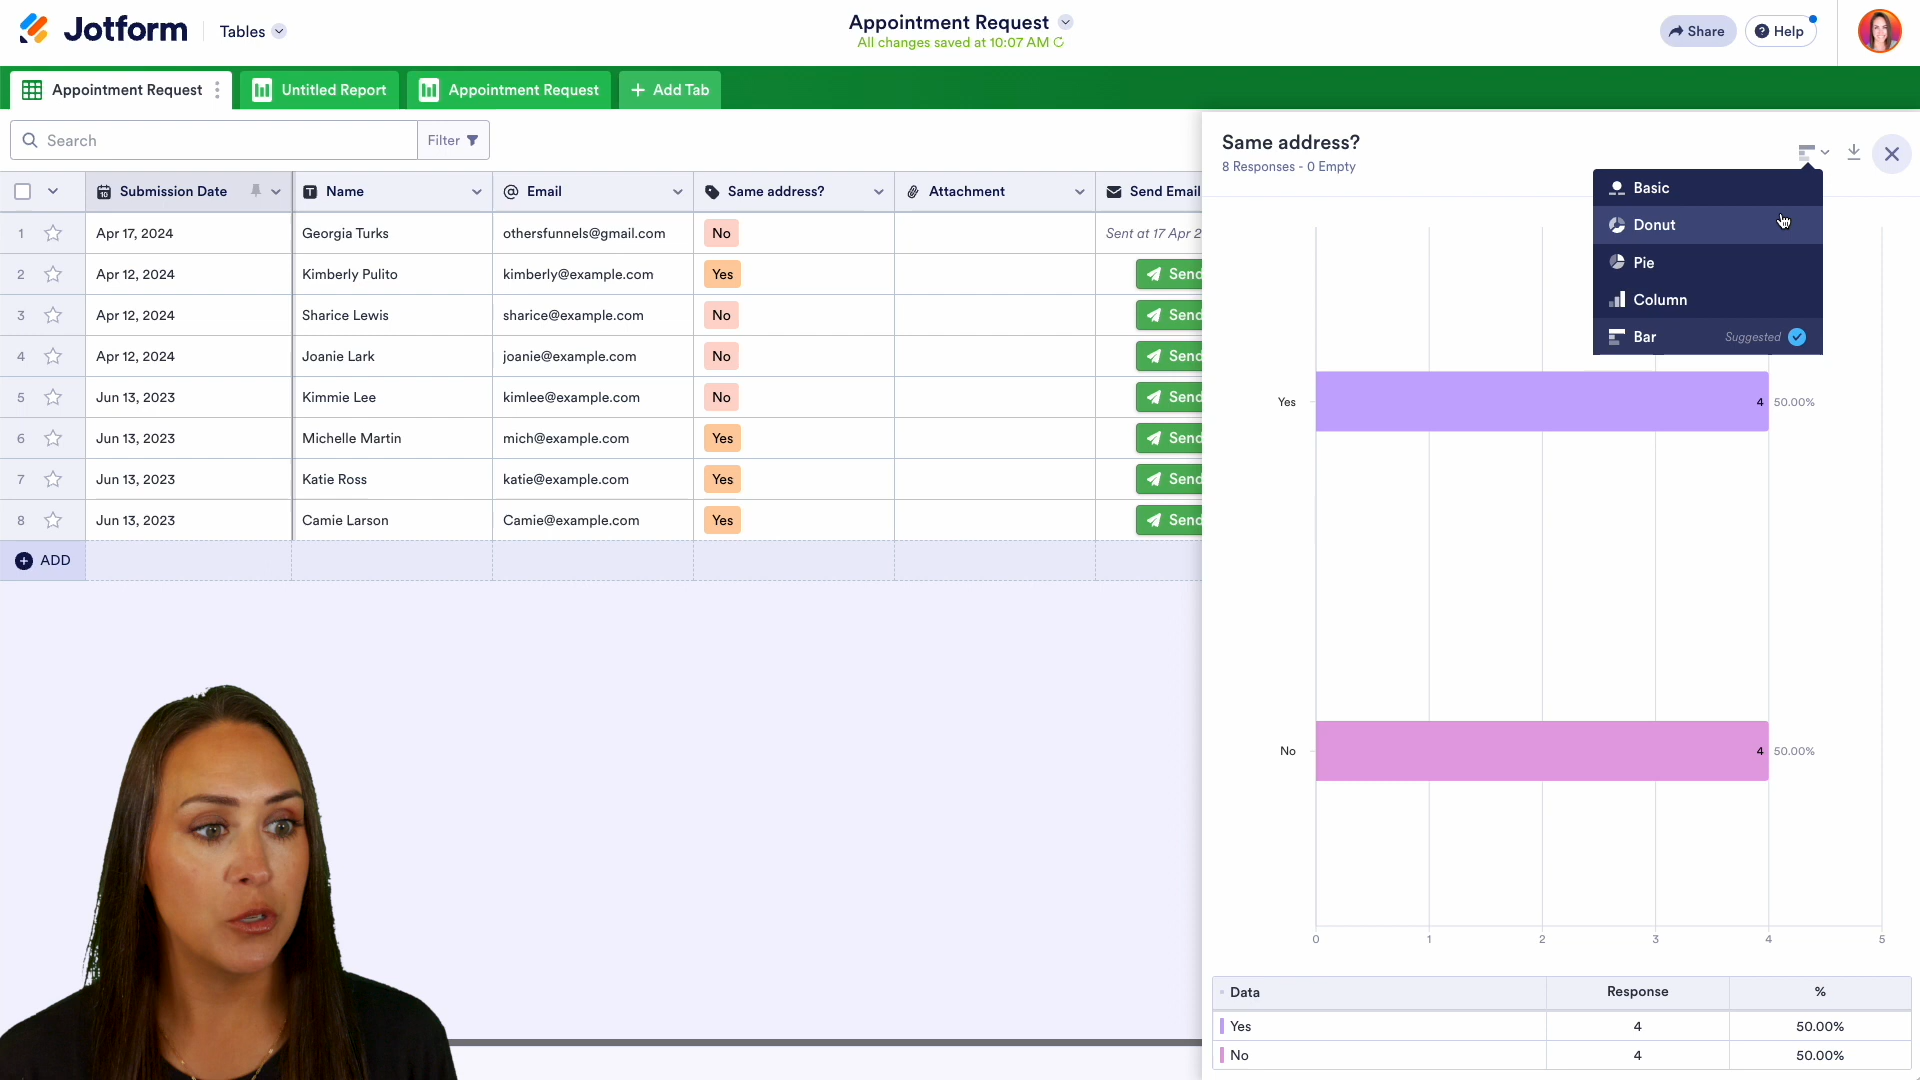 Jotform
Tables
Appointment Request
All changes saved at 10:07 AM
Share
Help
Appointment Request
Untitled Report
Appointment Request
+ Add Tab
Search
Filter
Submission Date
Name
Email
Same address?
Attachment
Send Email
1 Apr 17, 2024 Georgia Turks othersfunnels@gmail.com No Sent at 17 Apr 2
2 Apr 12, 2024 Kimberly Pulito kimberly@example.com Yes Send
3 Apr 12, 2024 Sharice Lewis sharice@example.com No Send
4 Apr 12, 2024 Joanie Lark joanie@example.com No Send
5 Jun 13, 2023 Kimmie Lee kimlee@example.com No Send
6 Jun 13, 2023 Michelle Martin mich@example.com Yes Send
7 Jun 13, 2023 Katie Ross katie@example.com Yes Send
8 Jun 13, 2023 Camie Larson Camie@example.com Yes Send
ADD
Same address?
8 Responses - 0 Empty
Basic
Donut
Pie
Column
Bar Suggested
Yes 4 50.00%
No 4 50.00%
0 1 2 3 4 5
Data Response %
Yes 4 50.00%
No 4 50.00%